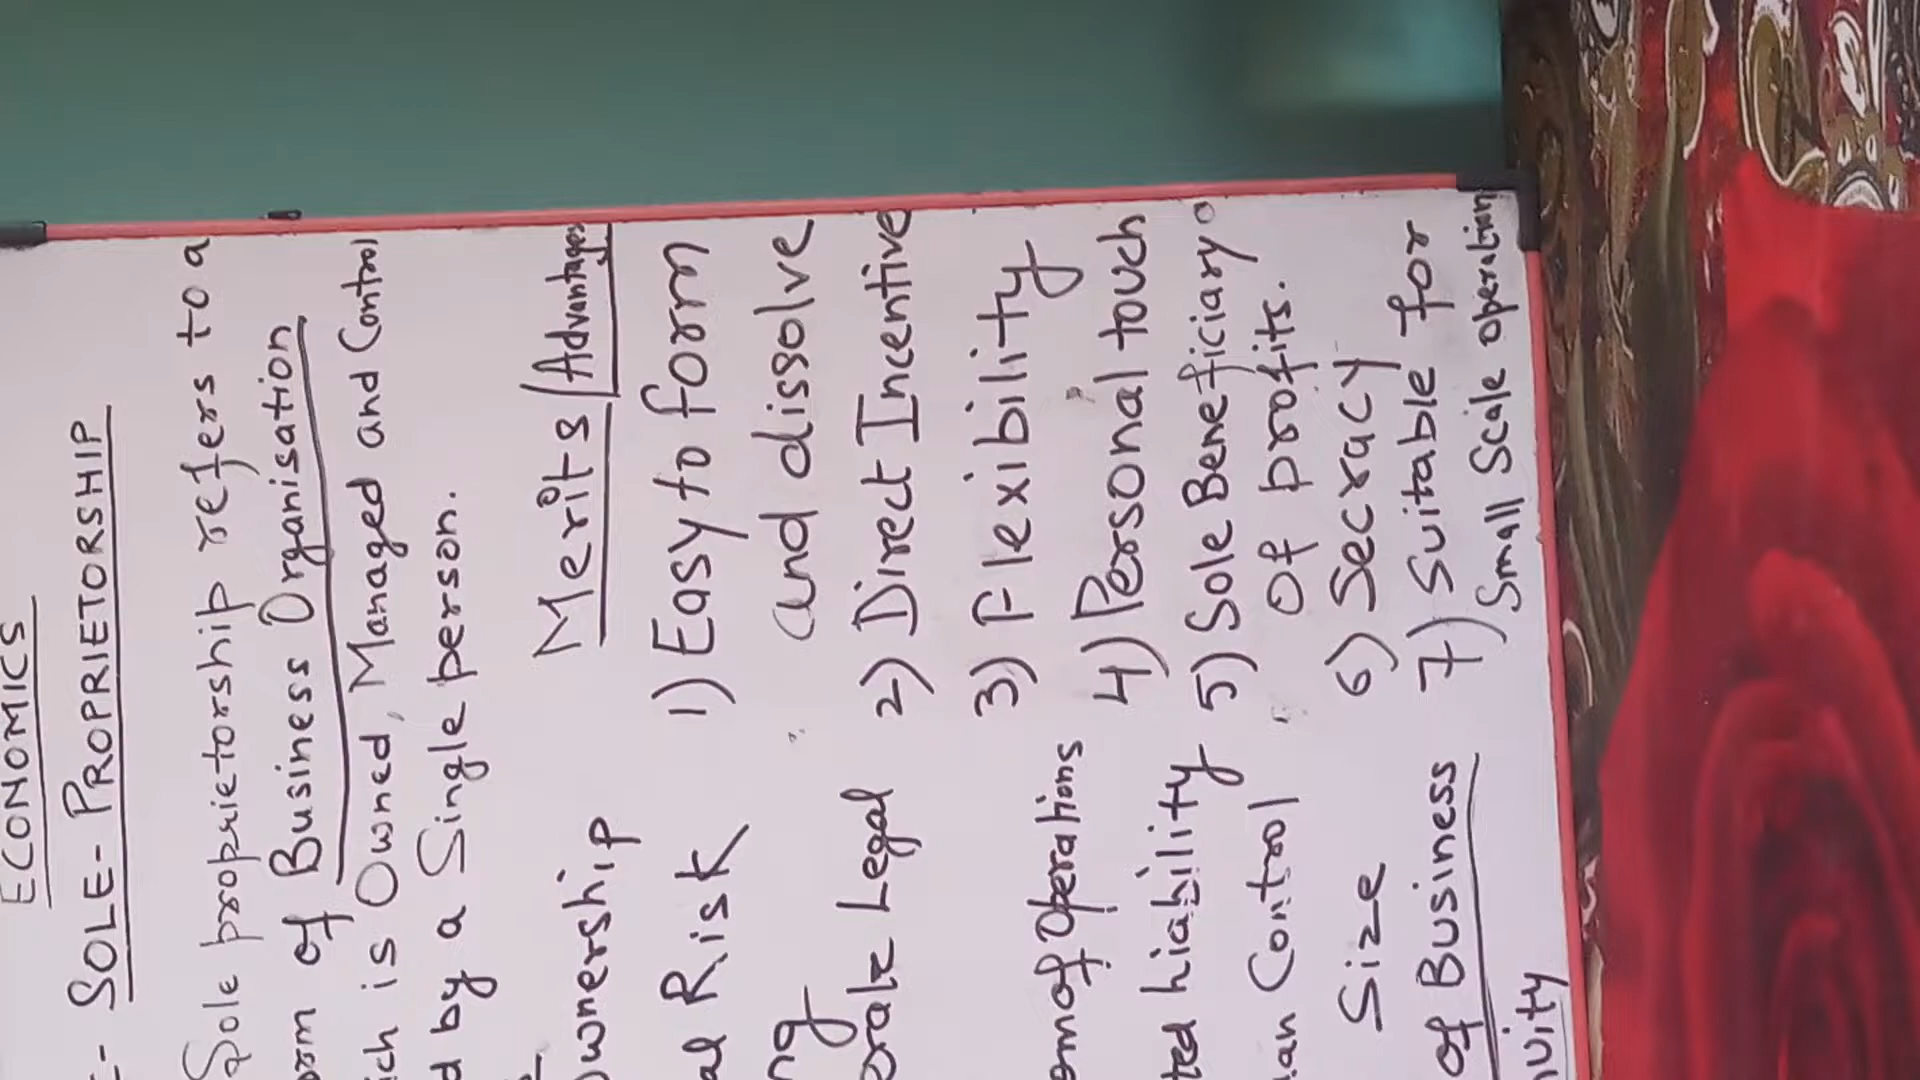 ECONOMICS
:- SOLE-PROPRIETORSHIP
Sole proprietorship refers to a
of Business Organisation
is Owned, Managed and Control
by a Single person.
Merits/Advantages
1) Easy to form
and dissolve
2) Direct Incentive
3) Flexibility
4) Personal touch
5) Sole Beneficiary
Of profits.
6) Secracy
7) Suitable for
Small Scale operation
Ownership
Risk
Legal
of Operations
liability
Control
Size
of Business